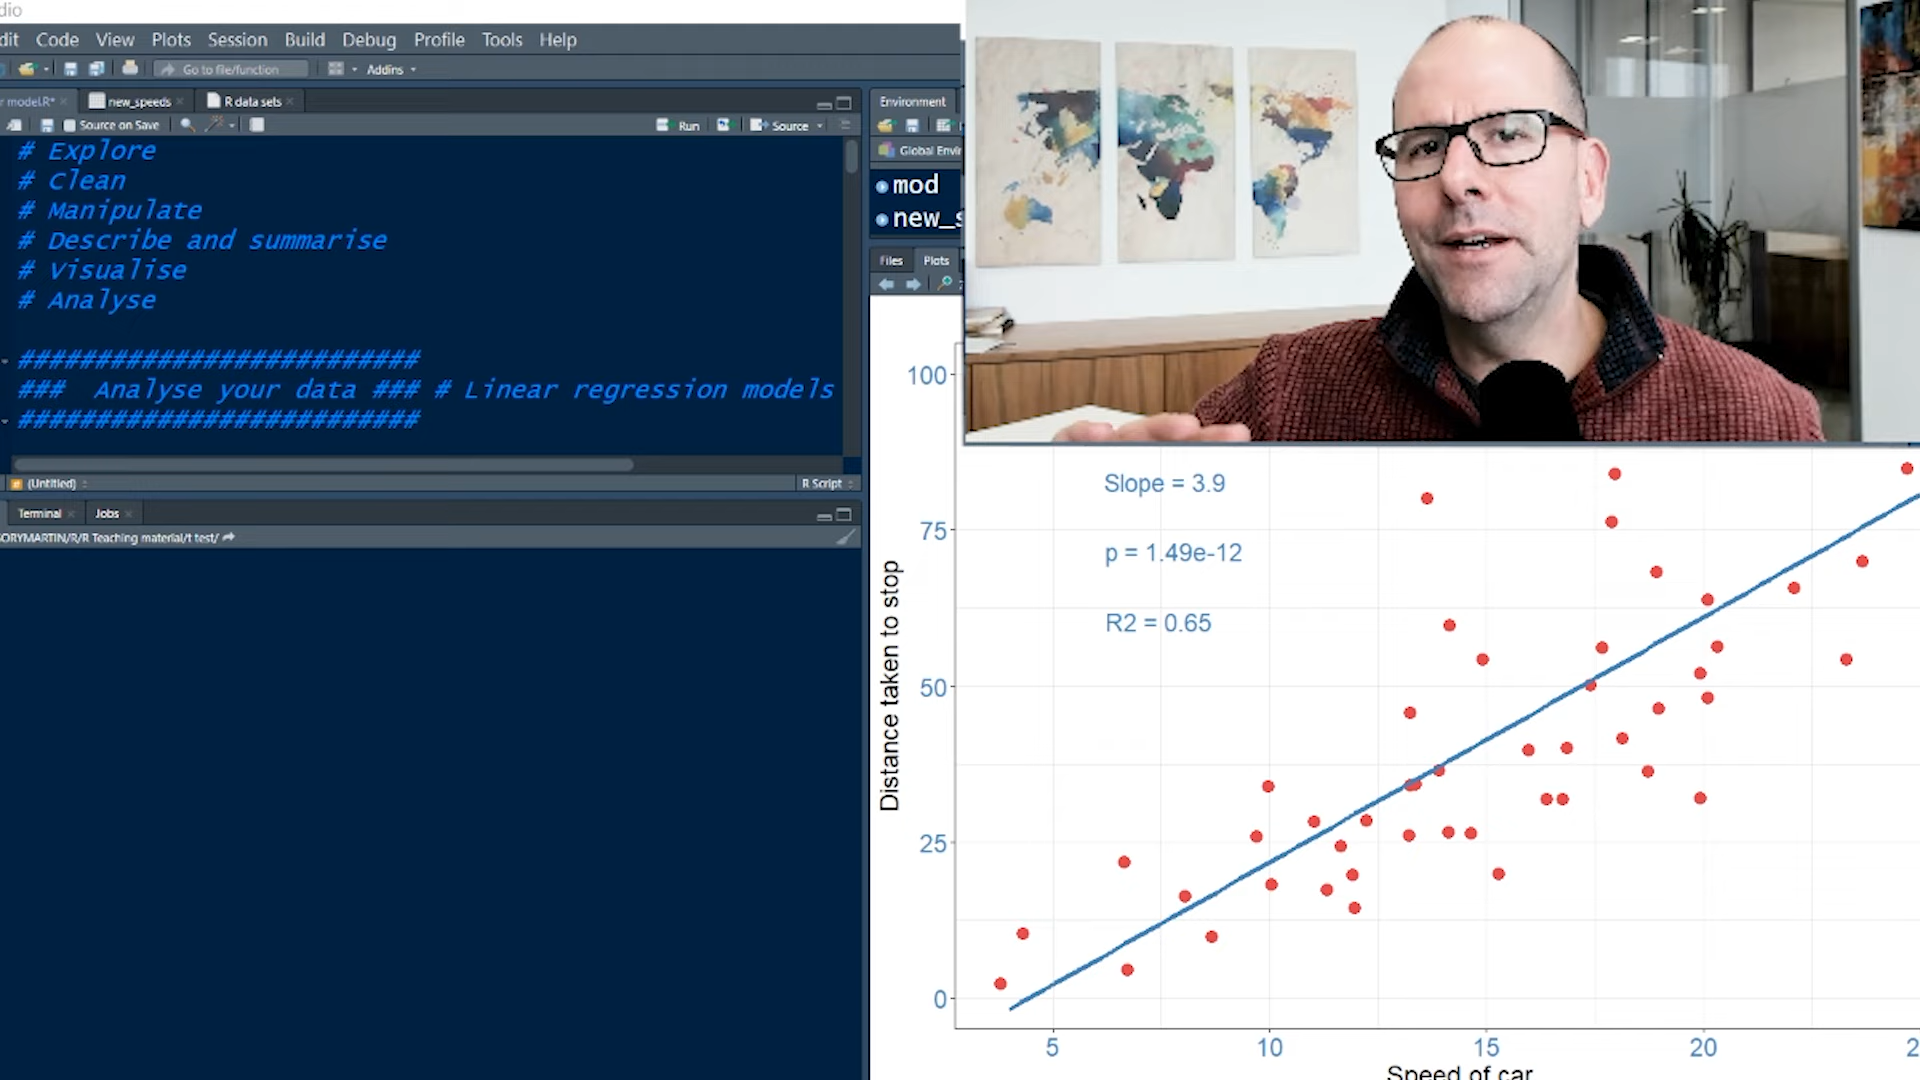 dio
dit Code View Plots Session Build Debug Profile Tools Help
Go to file/function Addins
r model.R* new_speeds R data sets
Source on Save Run Source
# Explore
# Clean
# Manipulate
# Describe and summarise
# Visualise
# Analyse
##########################
### Analyse your data ### # Linear regression models
##########################
(Untitled) R Script
Terminal Jobs
ORYMARTIN/R/R Teaching material/t test/
Environment
Global Envir
mod
new_s
Files Plots
100
75
50
25
0
Distance taken to stop
Slope = 3.9
p = 1.49e-12
R2 = 0.65
5 10 15 20 2
Speed of car